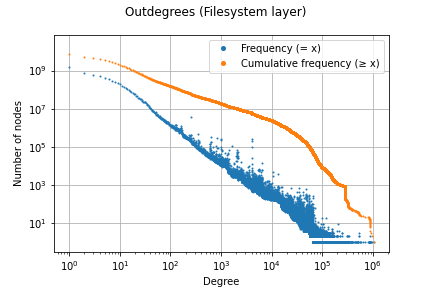 Outdegrees (Filesystem layer)
Frequency (= x)
Cumulative frequency (≥ x)
Number of nodes
10⁹
10⁷
10⁵
10³
10¹
10⁰ 10¹ 10² 10³ 10⁴ 10⁵ 10⁶
Degree